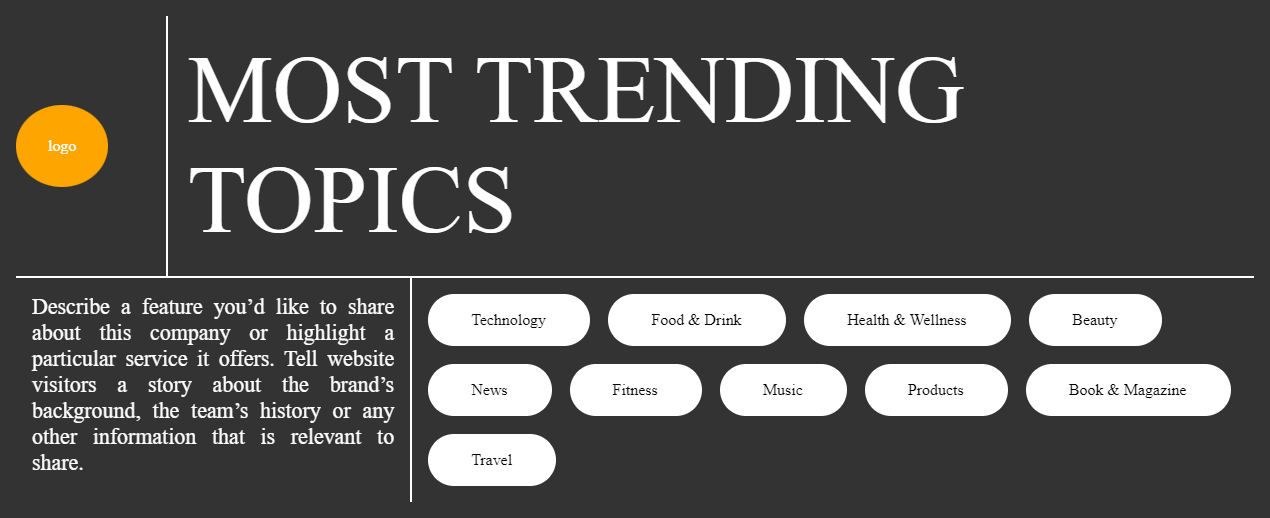 logo
MOST TRENDING
TOPICS
Describe a feature you’d like to share
about this company or highlight a
particular service it offers. Tell website
visitors a story about the brand’s
background, the team’s history or any
other information that is relevant to
share.
Technology Food & Drink Health & Wellness Beauty
News Fitness Music Products Book & Magazine
Travel